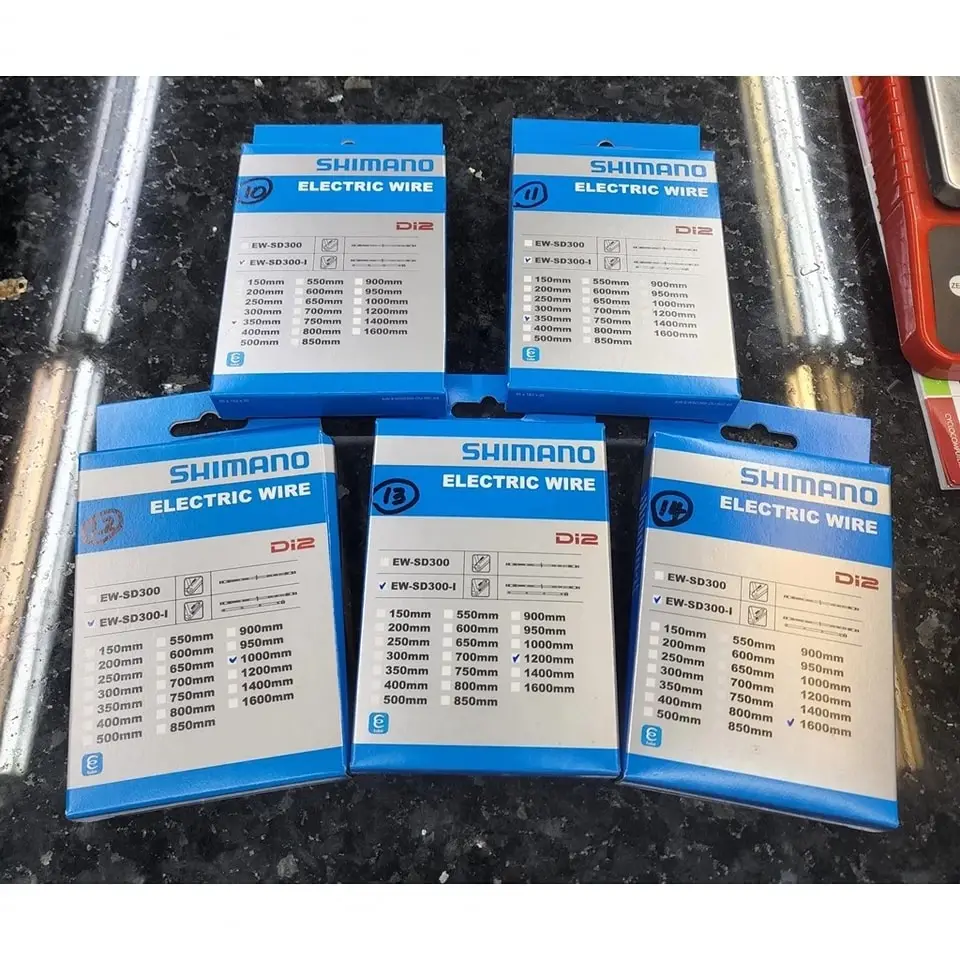 SHIMANO
ELECTRIC WIRE
10
Di2
EW-SD300
✓ EW-SD300-I
150mm 550mm 900mm
200mm 600mm 950mm
250mm 650mm 1000mm
300mm 700mm 1200mm
✓ 350mm 750mm 1400mm
400mm 800mm 1600mm
500mm 850mm
SHIMANO
ELECTRIC WIRE
11
Di2
EW-SD300
✓ EW-SD300-I
150mm 550mm 900mm
200mm 600mm 950mm
250mm 650mm 1000mm
300mm 700mm 1200mm
✓ 350mm 750mm 1400mm
400mm 800mm 1600mm
500mm 850mm
SHIMANO
ELECTRIC WIRE
12
Di2
EW-SD300
✓ EW-SD300-I
150mm 550mm 900mm
200mm 600mm 950mm
250mm 650mm ✓ 1000mm
300mm 700mm 1200mm
350mm 750mm 1400mm
400mm 800mm 1600mm
500mm 850mm
SHIMANO
ELECTRIC WIRE
13
Di2
EW-SD300
✓ EW-SD300-I
150mm 550mm 900mm
200mm 600mm 950mm
250mm 650mm 1000mm
300mm 700mm ✓ 1200mm
350mm 750mm 1400mm
400mm 800mm 1600mm
500mm 850mm
SHIMANO
ELECTRIC WIRE
14
Di2
EW-SD300
✓ EW-SD300-I
150mm 550mm 900mm
200mm 600mm 950mm
250mm 650mm 1000mm
300mm 700mm 1200mm
350mm 750mm 1400mm
400mm 800mm ✓ 1600mm
500mm 850mm